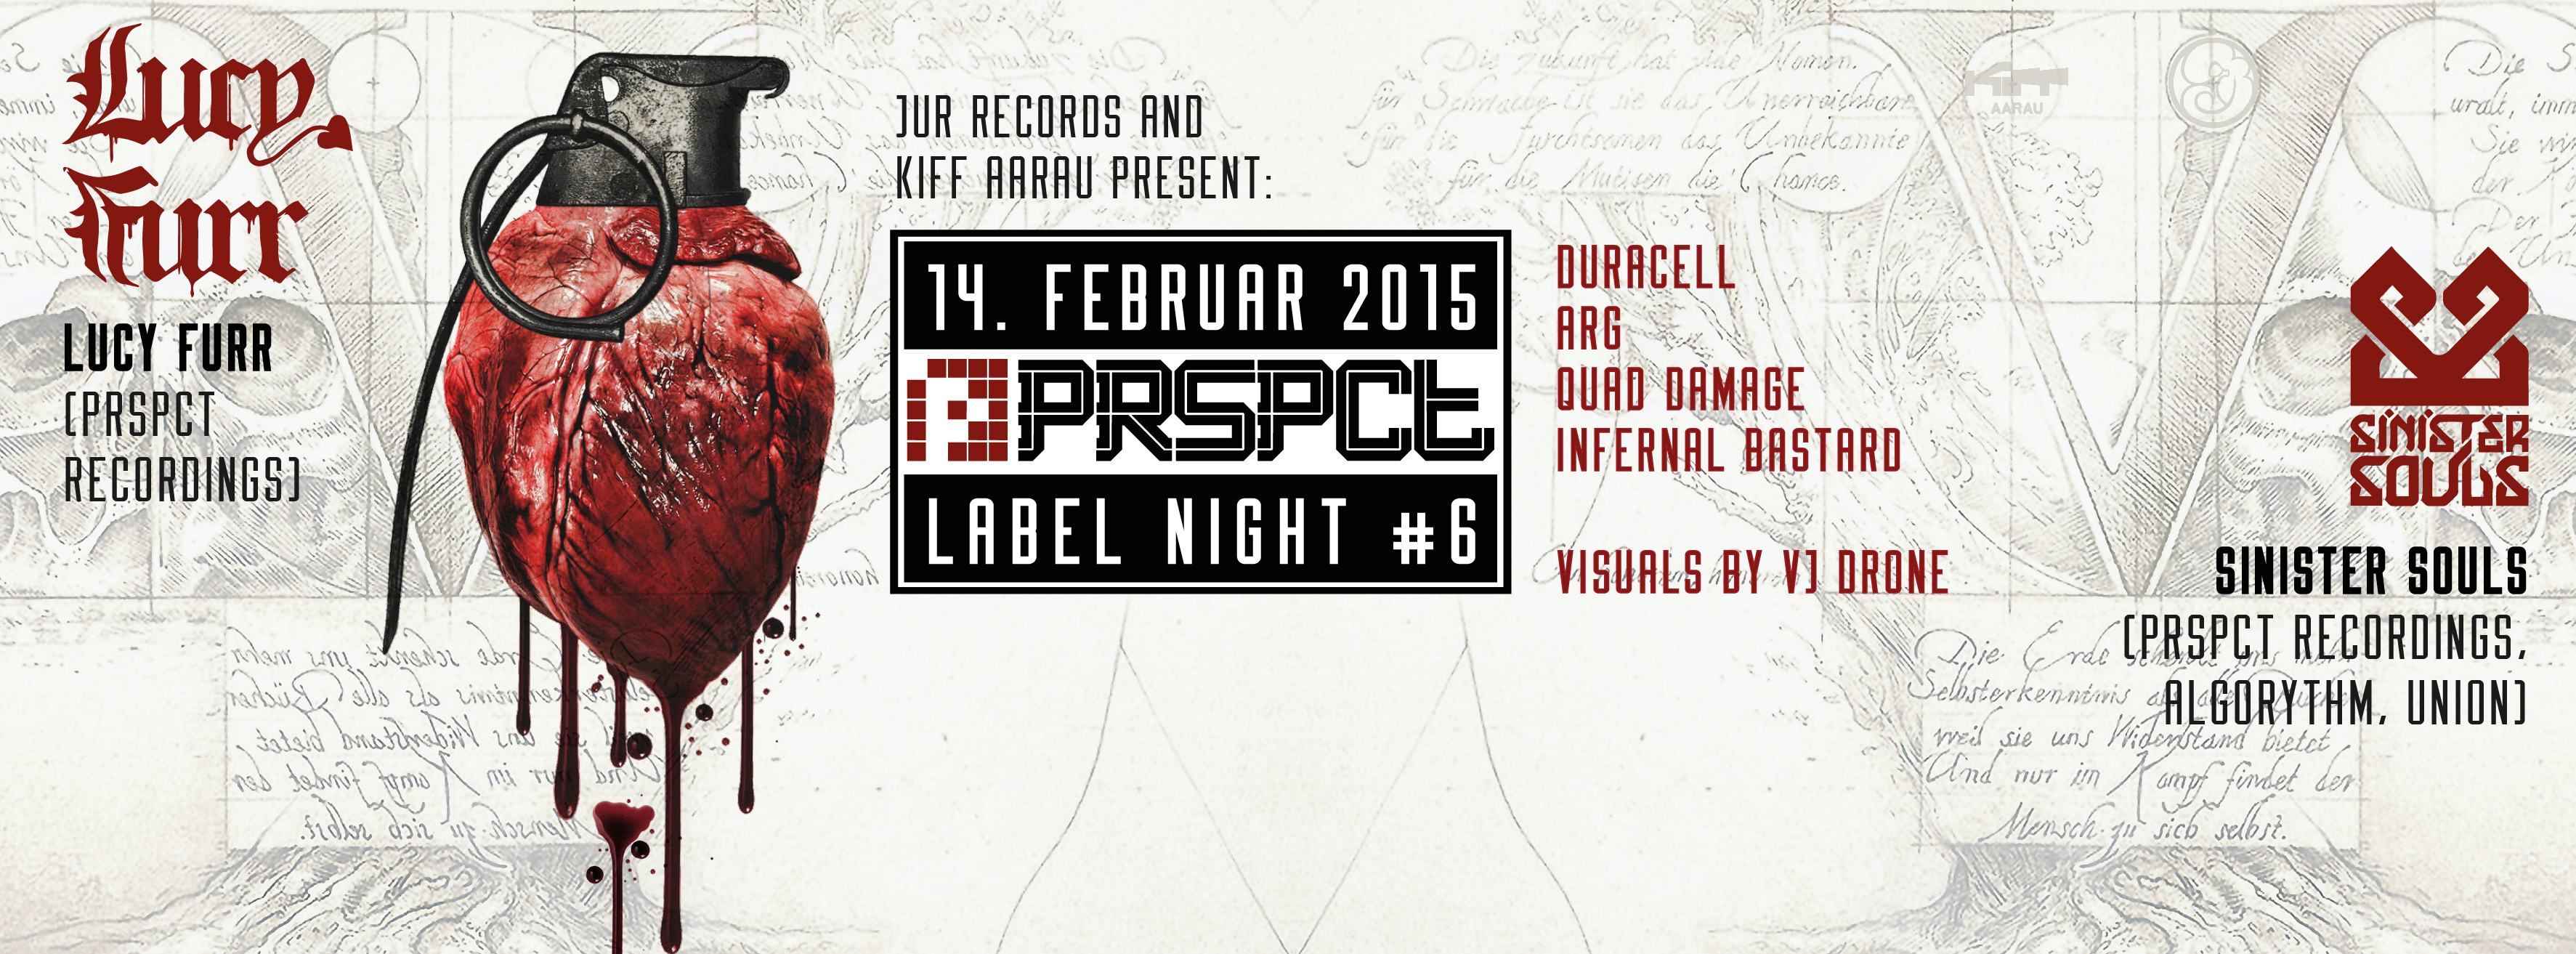 Lucy
Furr
LUCY FURR
(PRSPCT
RECORDINGS)
JUR RECORDS AND
KIFF AARAU PRESENT:
14. FEBRUAR 2015
PRSPCT
LABEL NIGHT #6
DURACELL
ARG
QUAD DAMAGE
INFERNAL BASTARD
VISUALS BY VJ DRONE
KIFF
AARAU
SINISTER
SOULS
SINISTER SOULS
(PRSPCT RECORDINGS,
ALGORYTHM, UNION)
Die Zukunft hat viele Namen.
für Schwache ist sie das Unerreichbare
für die furchtsamen das Unbekannte
für die Mutigen die Chance.
Die Erde schenkt uns mehr
Selbsterkenntnis als alle Bücher
weil sie uns Widerstand bietet
Und nur im Kampf findet der
Mensch zu sich selbst.